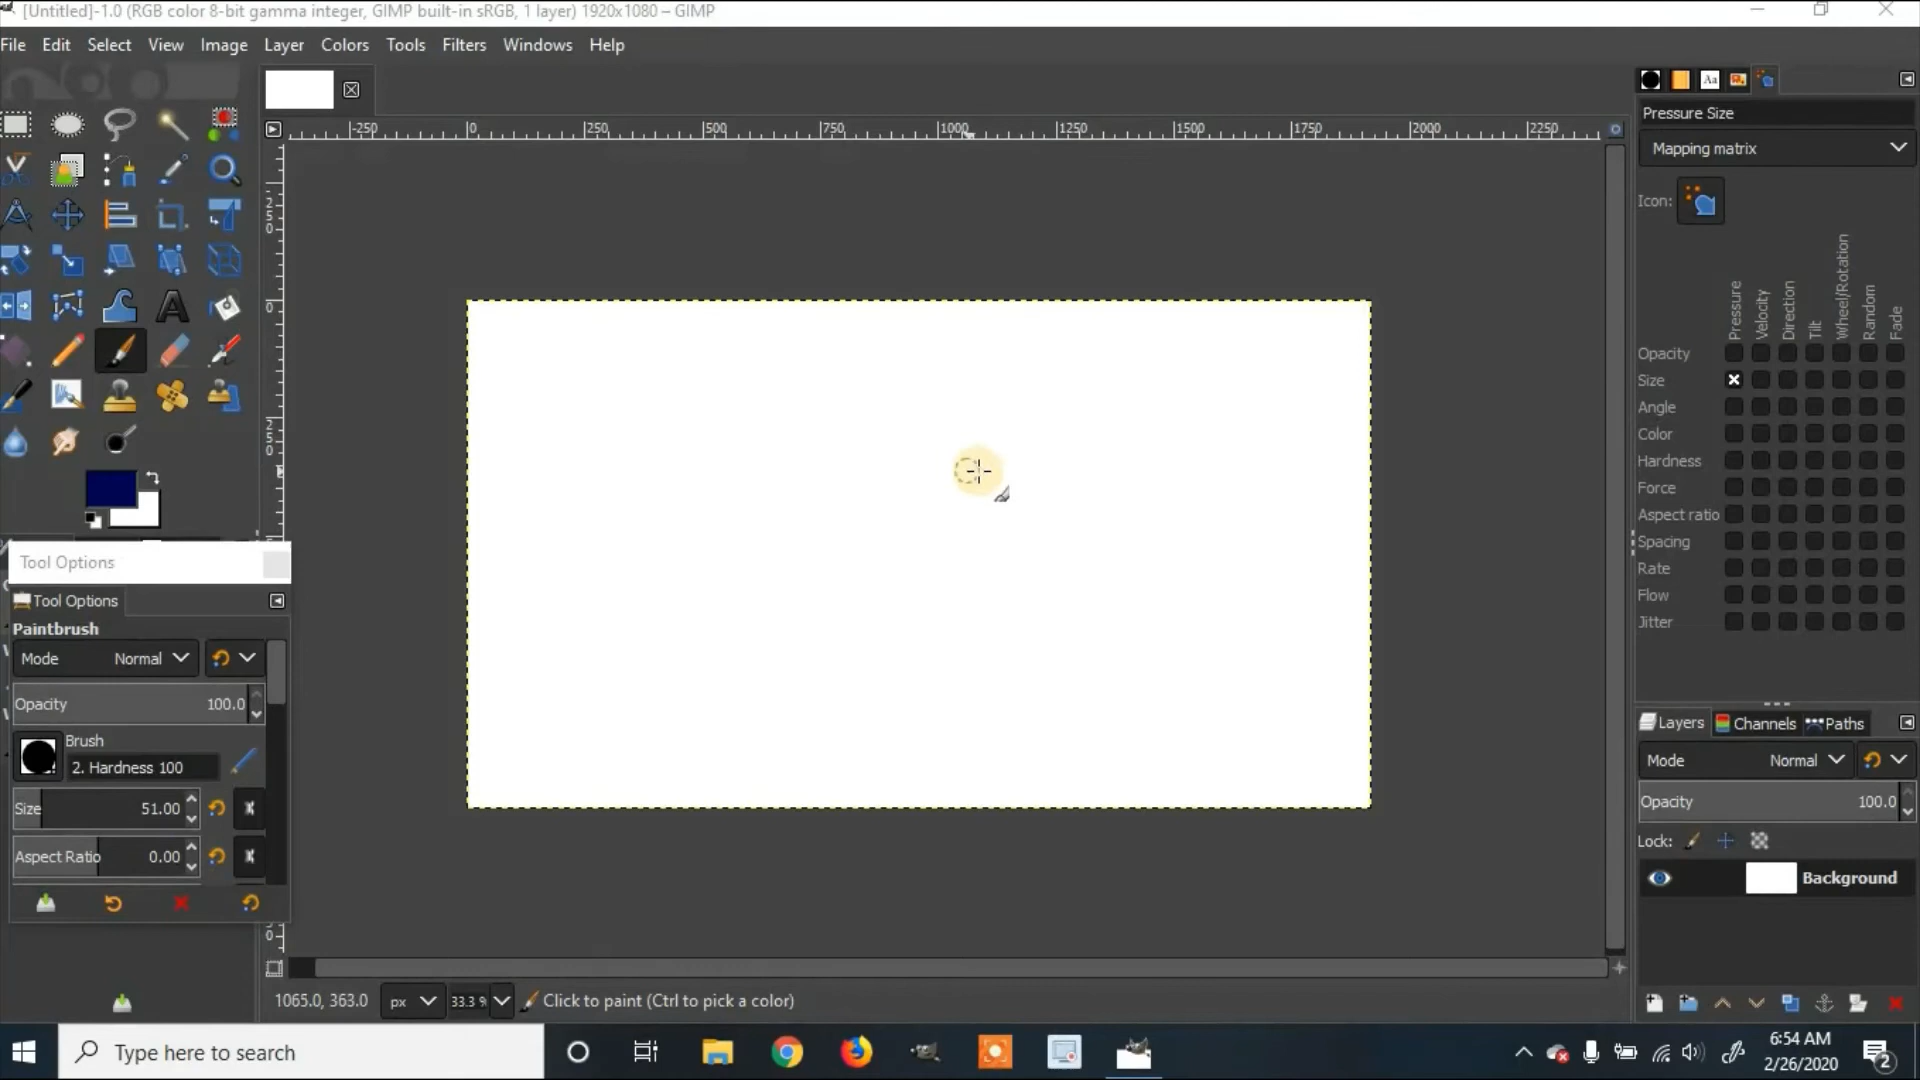 [Untitled]-1.0 (RGB color 8-bit gamma integer, GIMP built-in sRGB, 1 layer) 1920x1080 – GIMP
File Edit Select View Image Layer Colors Tools Filters Windows Help
Aa
-250 0 250 500 750 1000 1250 1500 1750 2000 2250
250
0
250
Pressure Size
Mapping matrix
Icon:
Pressure Velocity Direction Tilt Wheel/Rotation Random Fade
Opacity
Size
Angle
Color
Hardness
Force
Aspect ratio
Spacing
Rate
Flow
Jitter
Tool Options
Tool Options
Paintbrush
Mode Normal
Opacity 100.0
Brush
2. Hardness 100
Size 51.00
Aspect Ratio 0.00
Layers Channels Paths
Mode Normal
Opacity 100.0
Lock:
Background
1065.0, 363.0 px 33.3 % Click to paint (Ctrl to pick a color)
Type here to search
6:54 AM
2/26/2020
2